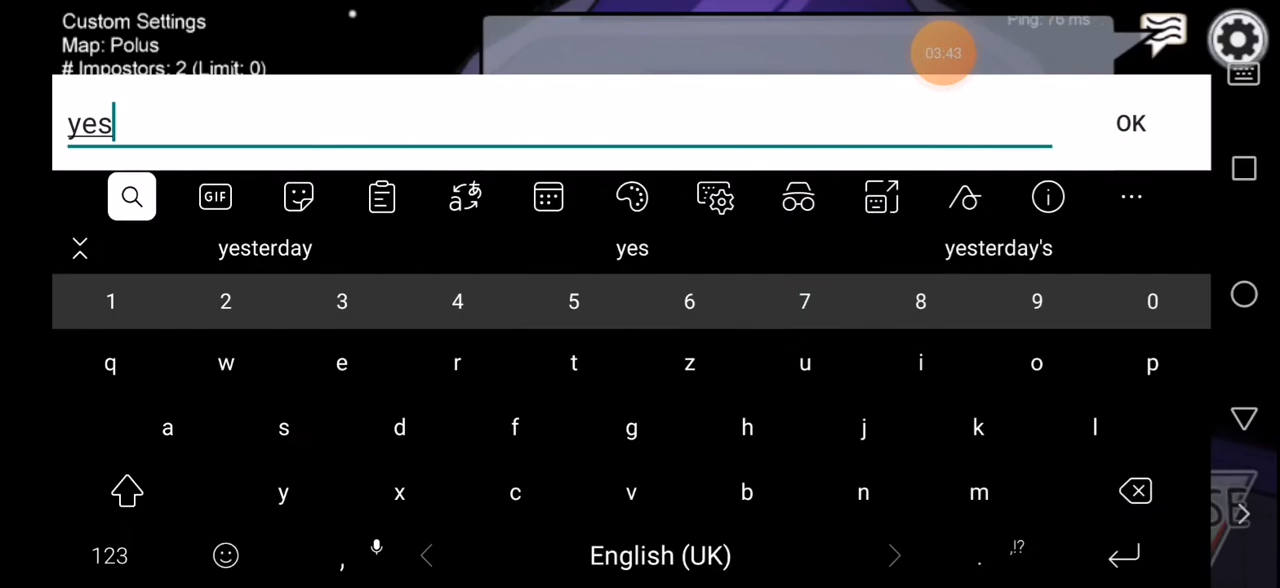 Custom Settings
Map: Polus
# Impostors: 2 (Limit: 0)
Ping: 76 ms
03:43
yes
OK
GIF
yesterday yes yesterday's
1 2 3 4 5 6 7 8 9 0
q w e r t z u i o p
a s d f g h j k l
y x c v b n m
123 , English (UK) . ,!?